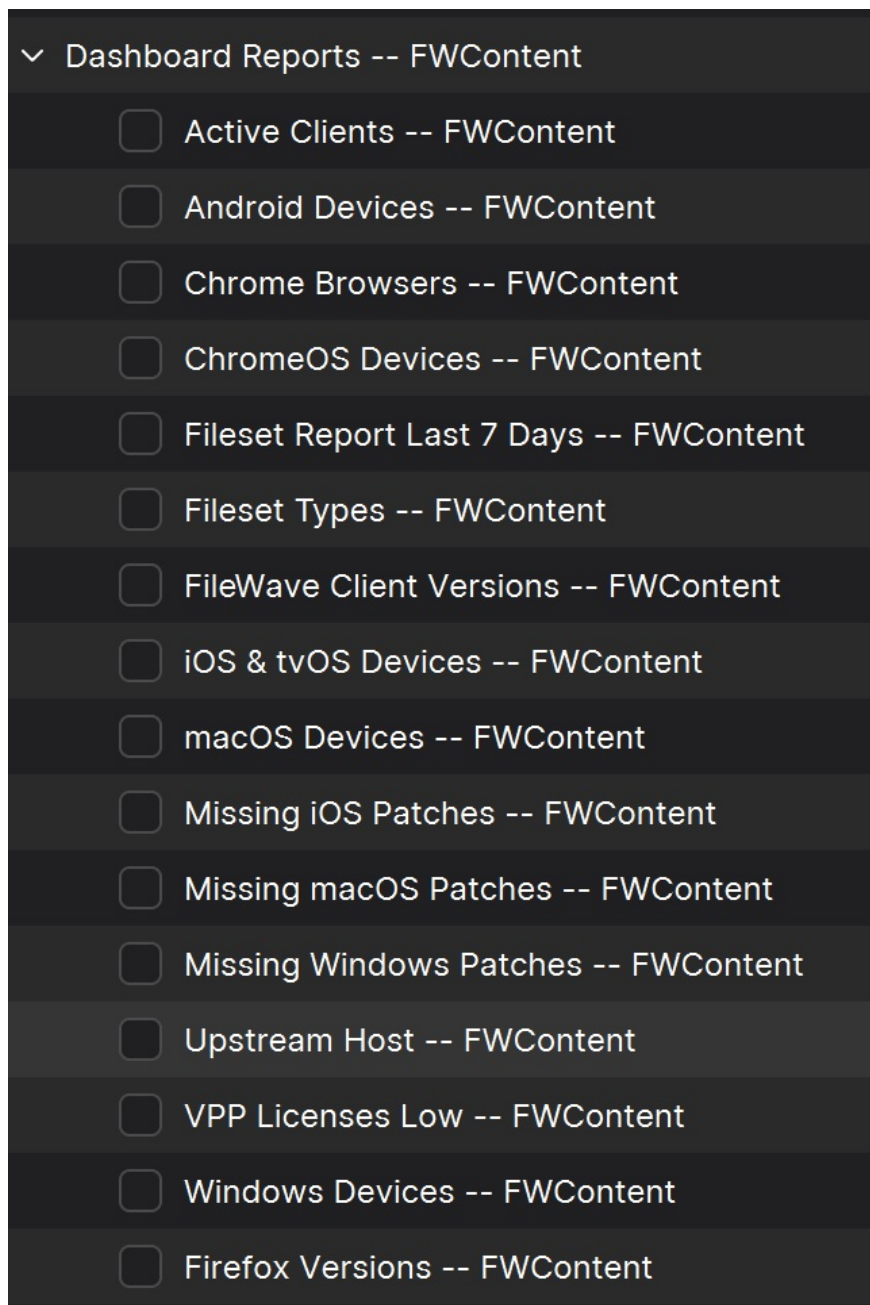 Dashboard Reports -- FWContent
Active Clients -- FWContent
Android Devices -- FWContent
Chrome Browsers -- FWContent
ChromeOS Devices -- FWContent
Fileset Report Last 7 Days -- FWContent
Fileset Types -- FWContent
FileWave Client Versions -- FWContent
iOS & tvOS Devices -- FWContent
macOS Devices -- FWContent
Missing iOS Patches -- FWContent
Missing macOS Patches -- FWContent
Missing Windows Patches -- FWContent
Upstream Host -- FWContent
VPP Licenses Low -- FWContent
Windows Devices -- FWContent
Firefox Versions -- FWContent